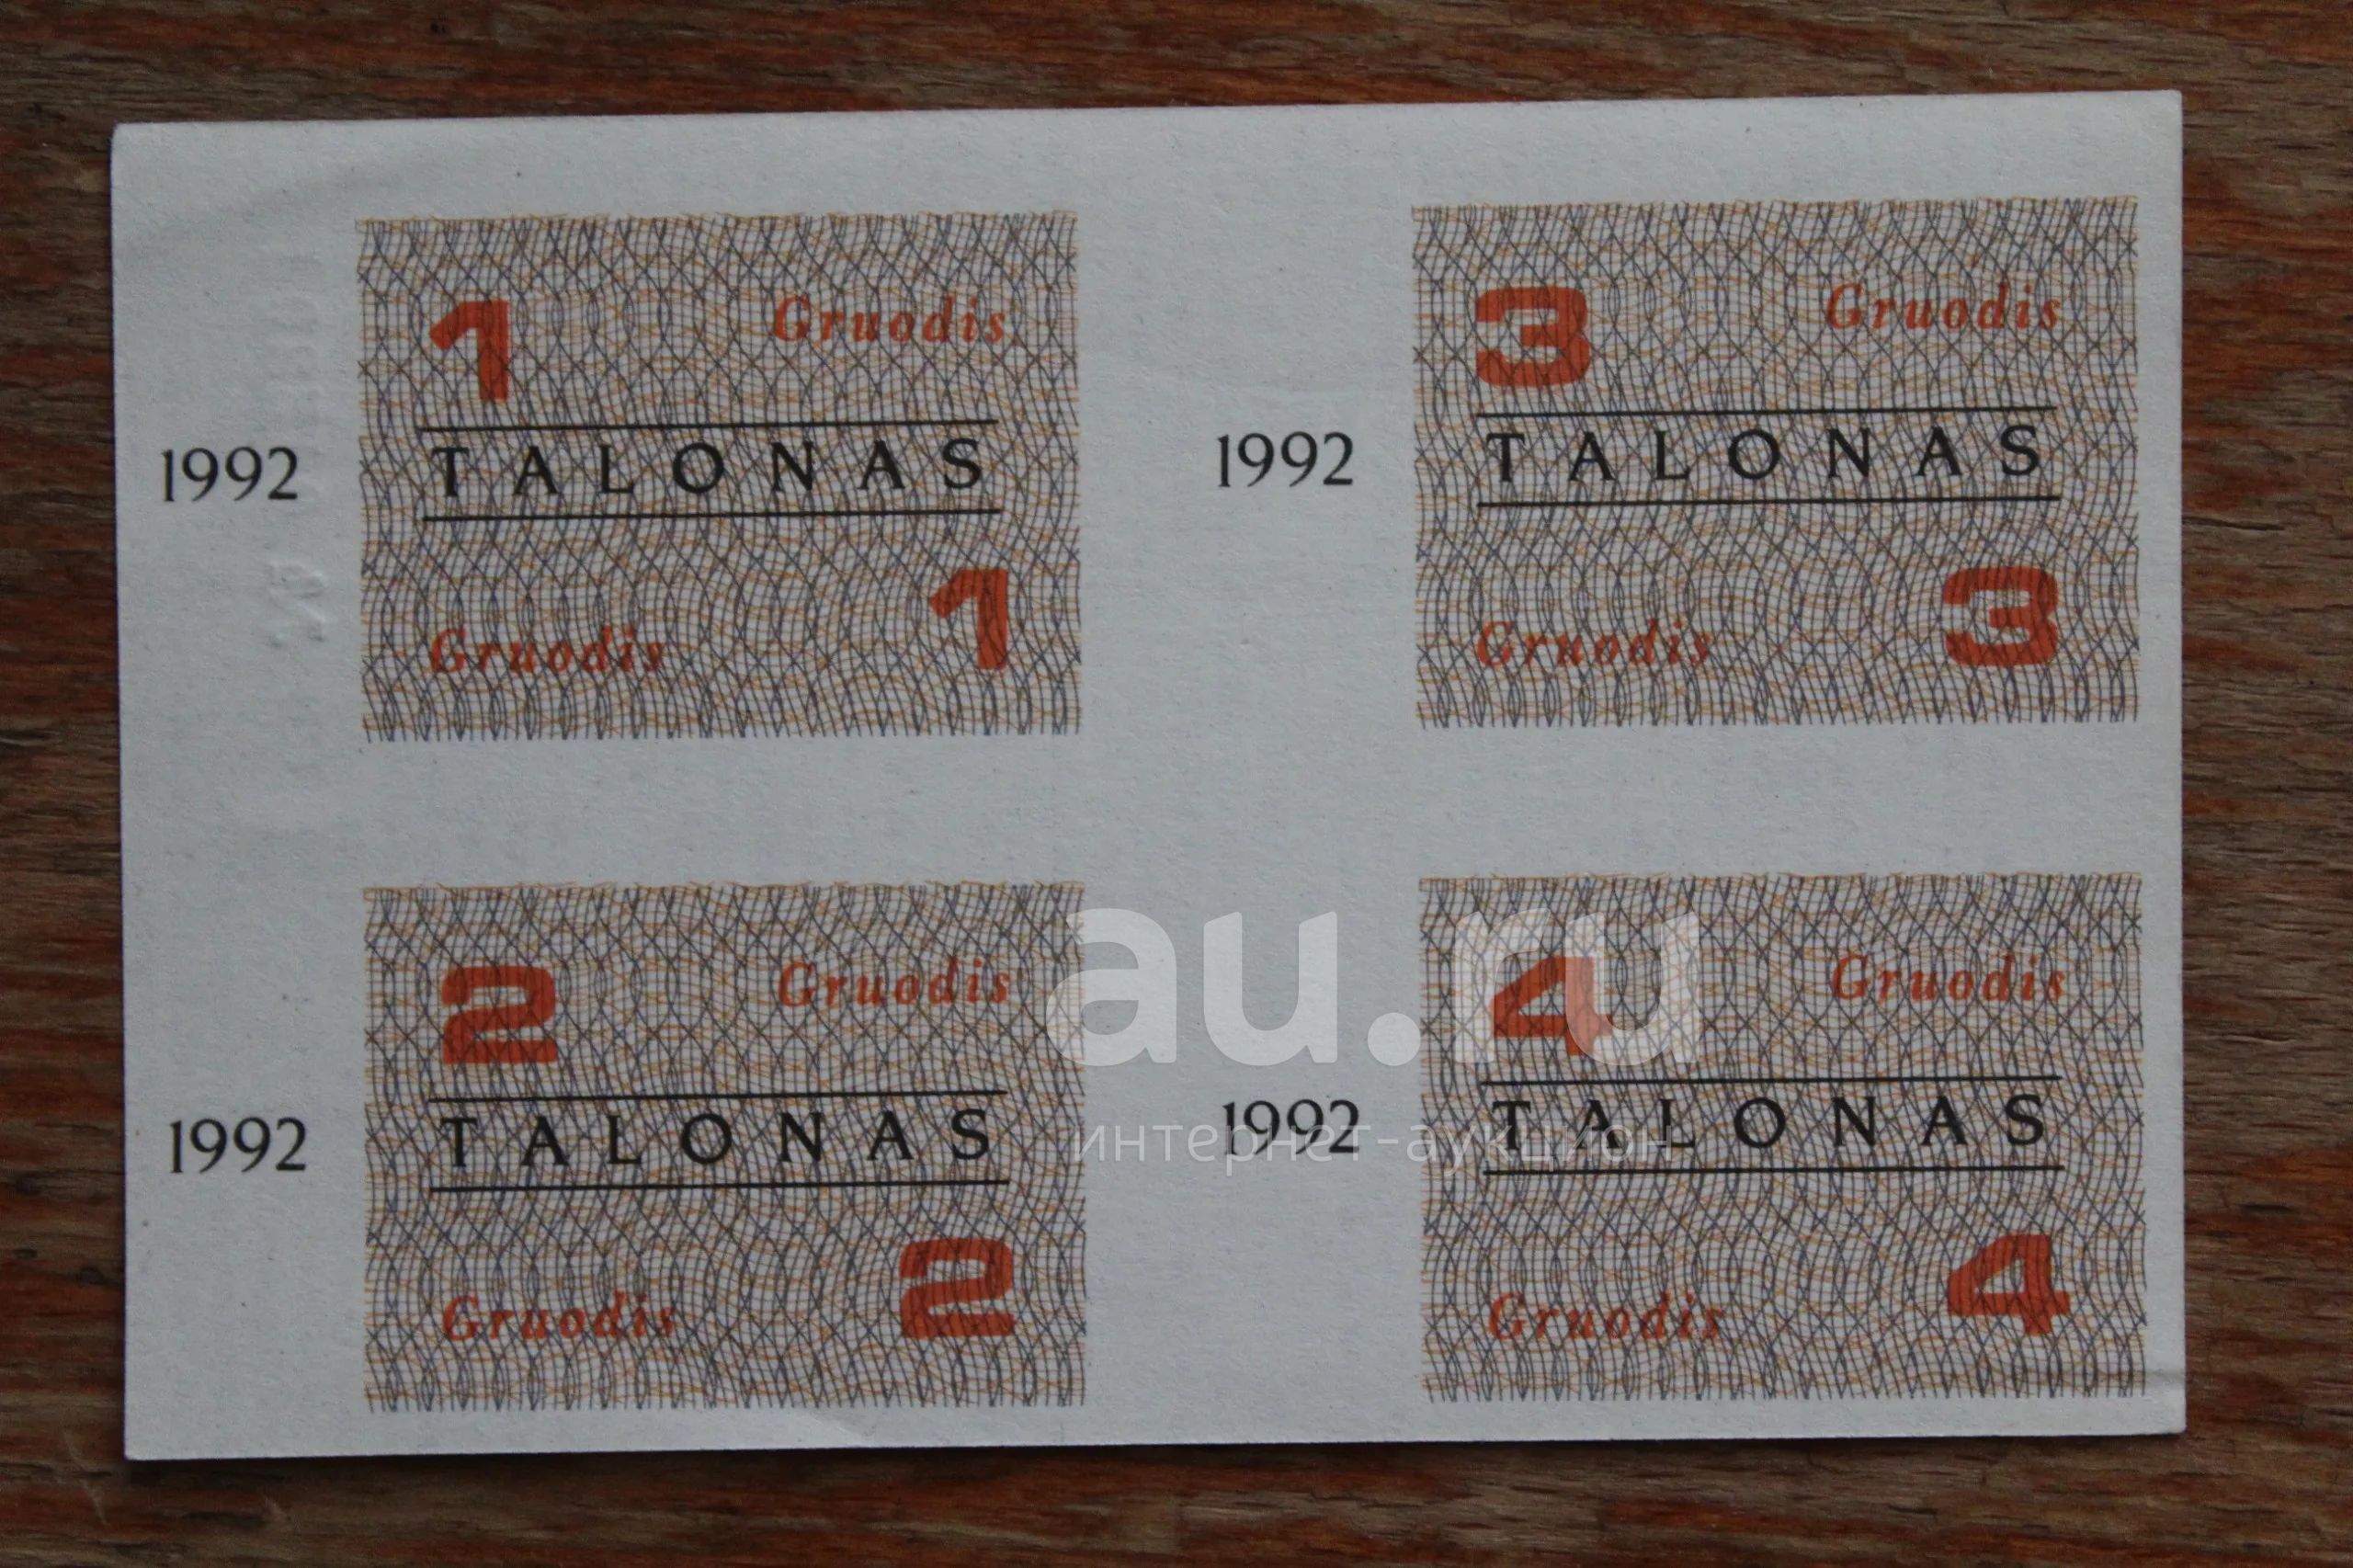 1 Gruodis
1992 TALONAS
Gruodis 1
3 Gruodis
1992 TALONAS
Gruodis 3
2 Gruodis
1992 TALONAS
Gruodis 2
4 Gruodis
1992 TALONAS
Gruodis 4
au.ru
интернет-аукцион